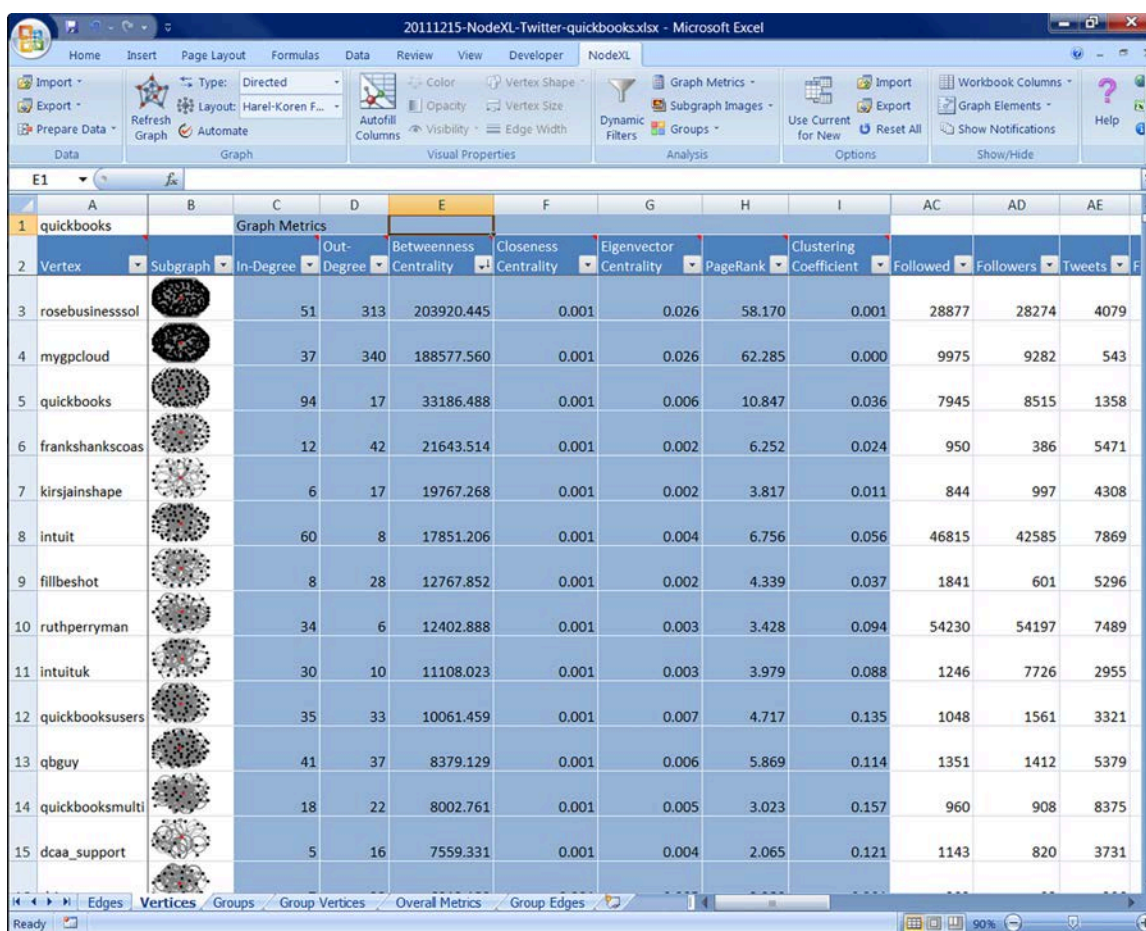 20111215-NodeXL-Twitter-quickbooks.xlsx - Microsoft Excel
Home Insert Page Layout Formulas Data Review View Developer NodeXL
Import Type: Directed Color Vertex Shape Graph Metrics Import Workbook Columns
Export Layout: Harel-Koren F... Opacity Vertex Size Subgraph Images Export Graph Elements
Prepare Data Refresh Graph Automate Autofill Columns Visibility Edge Width Dynamic Filters Groups Use Current for New Reset All Show Notifications Help
Data Graph Visual Properties Analysis Options Show/Hide
E1 fx
A B C D E F G H I AC AD AE
1 quickbooks Graph Metrics
2 Vertex Subgraph In-Degree Out-Degree Betweenness Centrality Closeness Centrality Eigenvector Centrality PageRank Clustering Coefficient Followed Followers Tweets F
3 rosebusinesssol 51 313 203920.445 0.001 0.026 58.170 0.001 28877 28274 4079
4 mygpcloud 37 340 188577.560 0.001 0.026 62.285 0.000 9975 9282 543
5 quickbooks 94 17 33186.488 0.001 0.006 10.847 0.036 7945 8515 1358
6 frankshankscoas 12 42 21643.514 0.001 0.002 6.252 0.024 950 386 5471
7 kirsjainshape 6 17 19767.268 0.001 0.002 3.817 0.011 844 997 4308
8 intuit 60 8 17851.206 0.001 0.004 6.756 0.056 46815 42585 7869
9 fillbeshot 8 28 12767.852 0.001 0.002 4.339 0.037 1841 601 5296
10 ruthperryman 34 6 12402.888 0.001 0.003 3.428 0.094 54230 54197 7489
11 intuituk 30 10 11108.023 0.001 0.003 3.979 0.088 1246 7726 2955
12 quickbooksusers 35 33 10061.459 0.001 0.007 4.717 0.135 1048 1561 3321
13 qbguy 41 37 8379.129 0.001 0.006 5.869 0.114 1351 1412 5379
14 quickbooksmulti 18 22 8002.761 0.001 0.005 3.023 0.157 960 908 8375
15 dcaa_support 5 16 7559.331 0.001 0.004 2.065 0.121 1143 820 3731
Edges Vertices Groups Group Vertices Overall Metrics Group Edges
Ready 90%